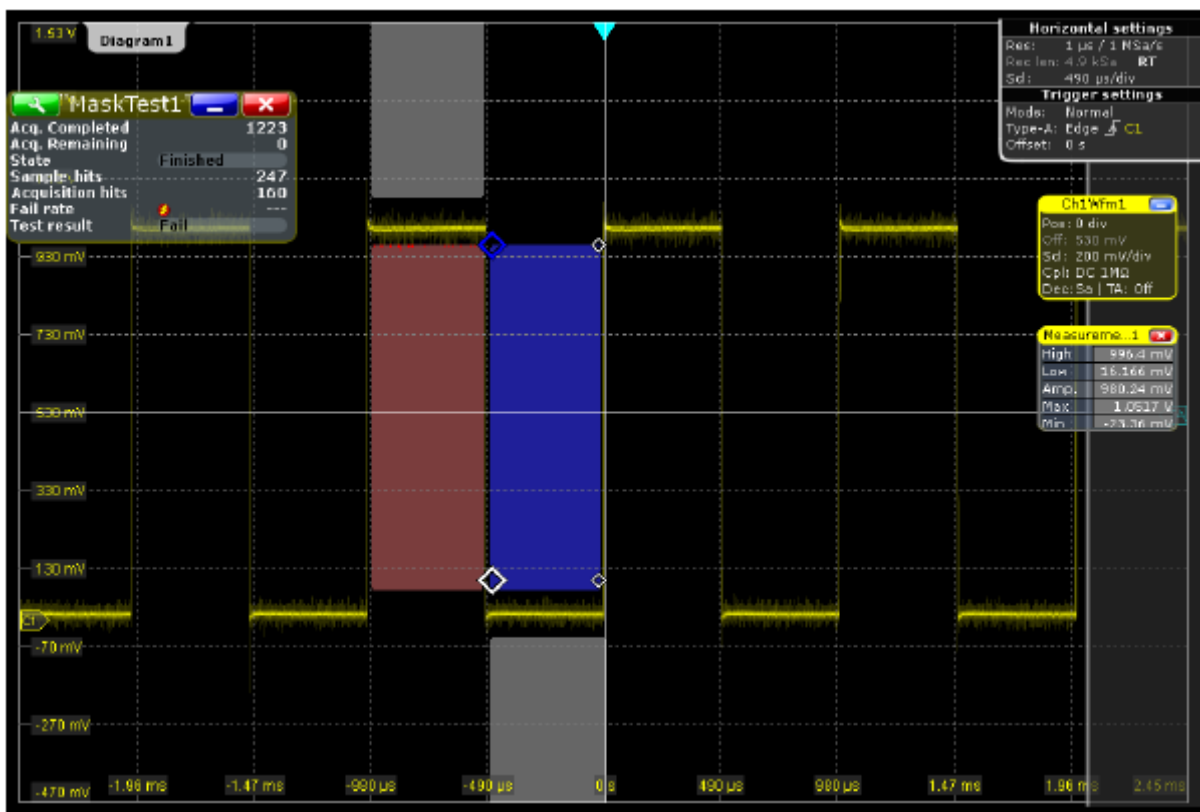 1.53 V
Diagram1
Horizontal settings
Res: 1 µs / 1 MSa/s
Rec len: 4.9 kSa RT
Scl: 490 µs/div
Trigger settings
Mode: Normal
Type-A: Edge C1
Offset: 0 s
MaskTest1
Acq. Completed 1223
Acq. Remaining 0
State Finished
Sample hits 247
Acquisition hits 160
Fail rate ---
Test result Fail
Ch1Wfm1
Pos: 0 div
Off: 530 mV
Scl: 200 mV/div
Cpl: DC 1MΩ
Dec: Sa | TA: Off
930 mV
730 mV
Measureme...1
High 996.4 mV
Low 16.166 mV
Amp. 980.24 mV
Max 1.0517 V
Min -23.36 mV
530 mV
330 mV
130 mV
C1
-70 mV
-270 mV
-470 mV
-1.96 ms -1.47 ms -980 µs -490 µs 0 s 490 µs 980 µs 1.47 ms 1.96 ms 2.45 ms